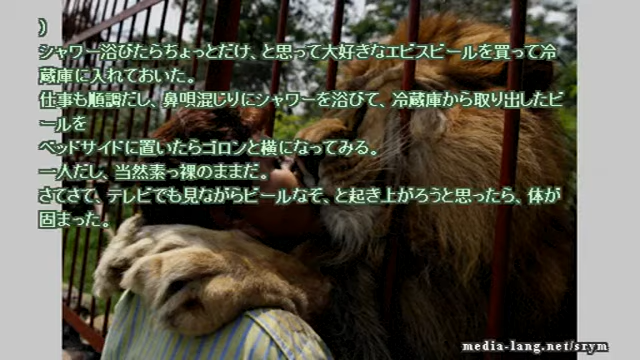 )
シャワー浴びたらちょっとだけ、と思って大好きなエビスビールを買って冷
蔵庫に入れておいた。
仕事も順調だし、鼻唄混じりにシャワーを浴びて、冷蔵庫から取り出したビ
ールを
ベッドサイドに置いたらゴロンと横になってみる。
一人だし、当然素っ裸のままだ。
さてさて、テレビでも見ながらビールなぞ、と起き上がろうと思ったら、体が
固まった。
media-lang.net/srym